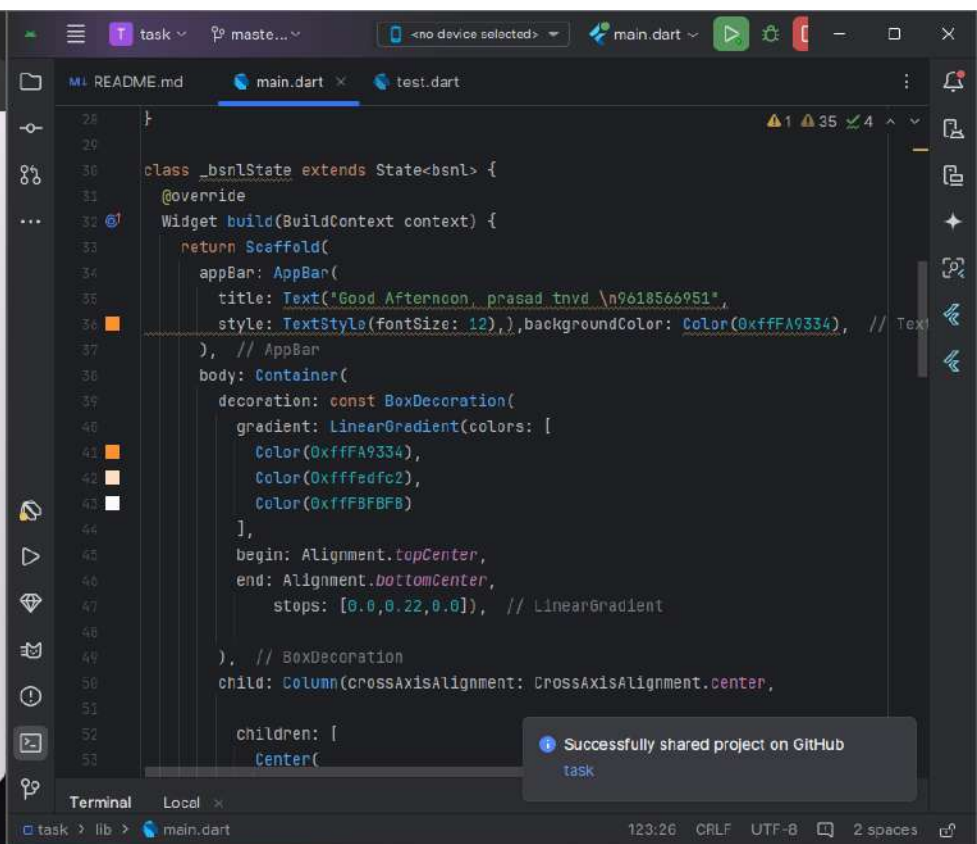 T task maste... <no device selected> main.dart
M↓ README.md main.dart × test.dart
28 } 1 35 4
29
30 class _bsnlState extends State<bsnl> {
31 @override
32 Widget build(BuildContext context) {
33 return Scaffold(
34 appBar: AppBar(
35 title: Text("Good Afternoon, prasad tnvd \n9618566951",
36 style: TextStyle(fontSize: 12),),backgroundColor: Color(0xffFA9334), // Text
37 ), // AppBar
38 body: Container(
39 decoration: const BoxDecoration(
40 gradient: LinearGradient(colors: [
41 Color(0xffFA9334),
42 Color(0xfffedfc2),
43 Color(0xffFBFBFB)
44 ],
45 begin: Alignment.topCenter,
46 end: Alignment.bottomCenter,
47 stops: [0.0,0.22,0.0]), // LinearGradient
48
49 ), // BoxDecoration
50 child: Column(crossAxisAlignment: CrossAxisAlignment.center,
51
52 children: [
53 Center(
Successfully shared project on GitHub
task
Terminal Local ×
task > lib > main.dart 123:26 CRLF UTF-8 2 spaces